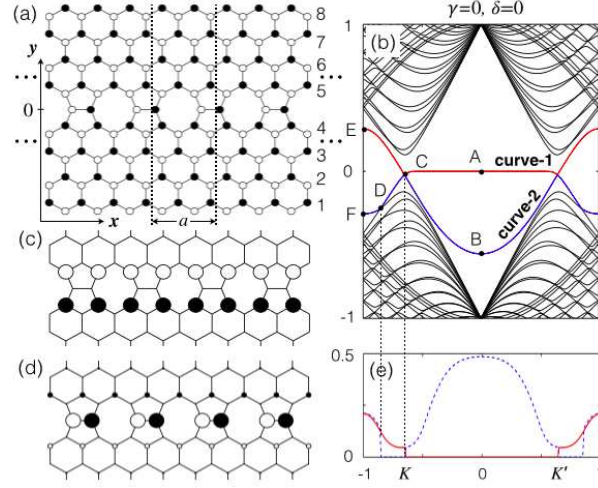 γ=0, δ=0
(a)
y
0
x
a
8
7
6
5
4
3
2
1
(b)
1
0
-1
E
F
D
C
A
B
curve-1
curve-2
(c)
(d)
(e)
0.5
0
-1
K
0
K'